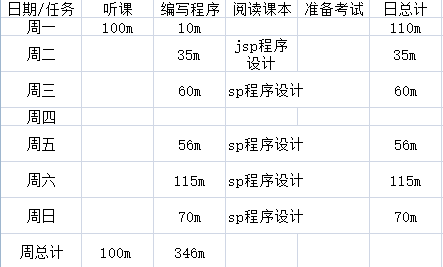 日期/任务 听课 编写程序 阅读课本 准备考试 日总计
周一 100m 10m 110m
周二 35m jsp程序 35m
设计
周三 60m sp程序设计 60m
周四
周五 56m sp程序设计 56m
周六 115m sp程序设计 115m
周日 70m sp程序设计 70m
周总计 100m 346m